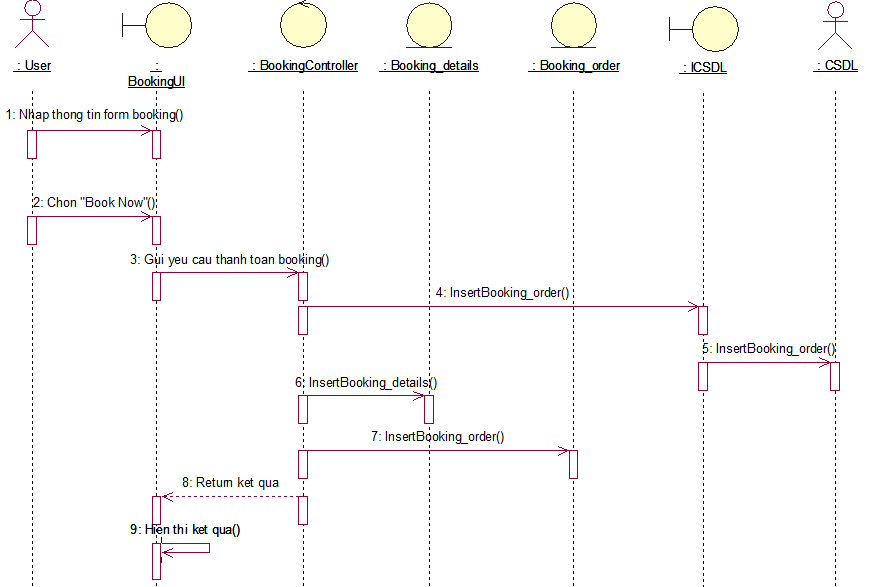 : User
:
BookingUI
: BookingController
: Booking_details
: Booking_order
: ICSDL
: CSDL
1: Nhap thong tin form booking()
2: Chon "Book Now"()
3: Gui yeu cau thanh toan booking()
4: InsertBooking_order()
5: InsertBooking_order()
6: InsertBooking_details()
7: InsertBooking_order()
8: Return ket qua
9: Hien thi ket qua()